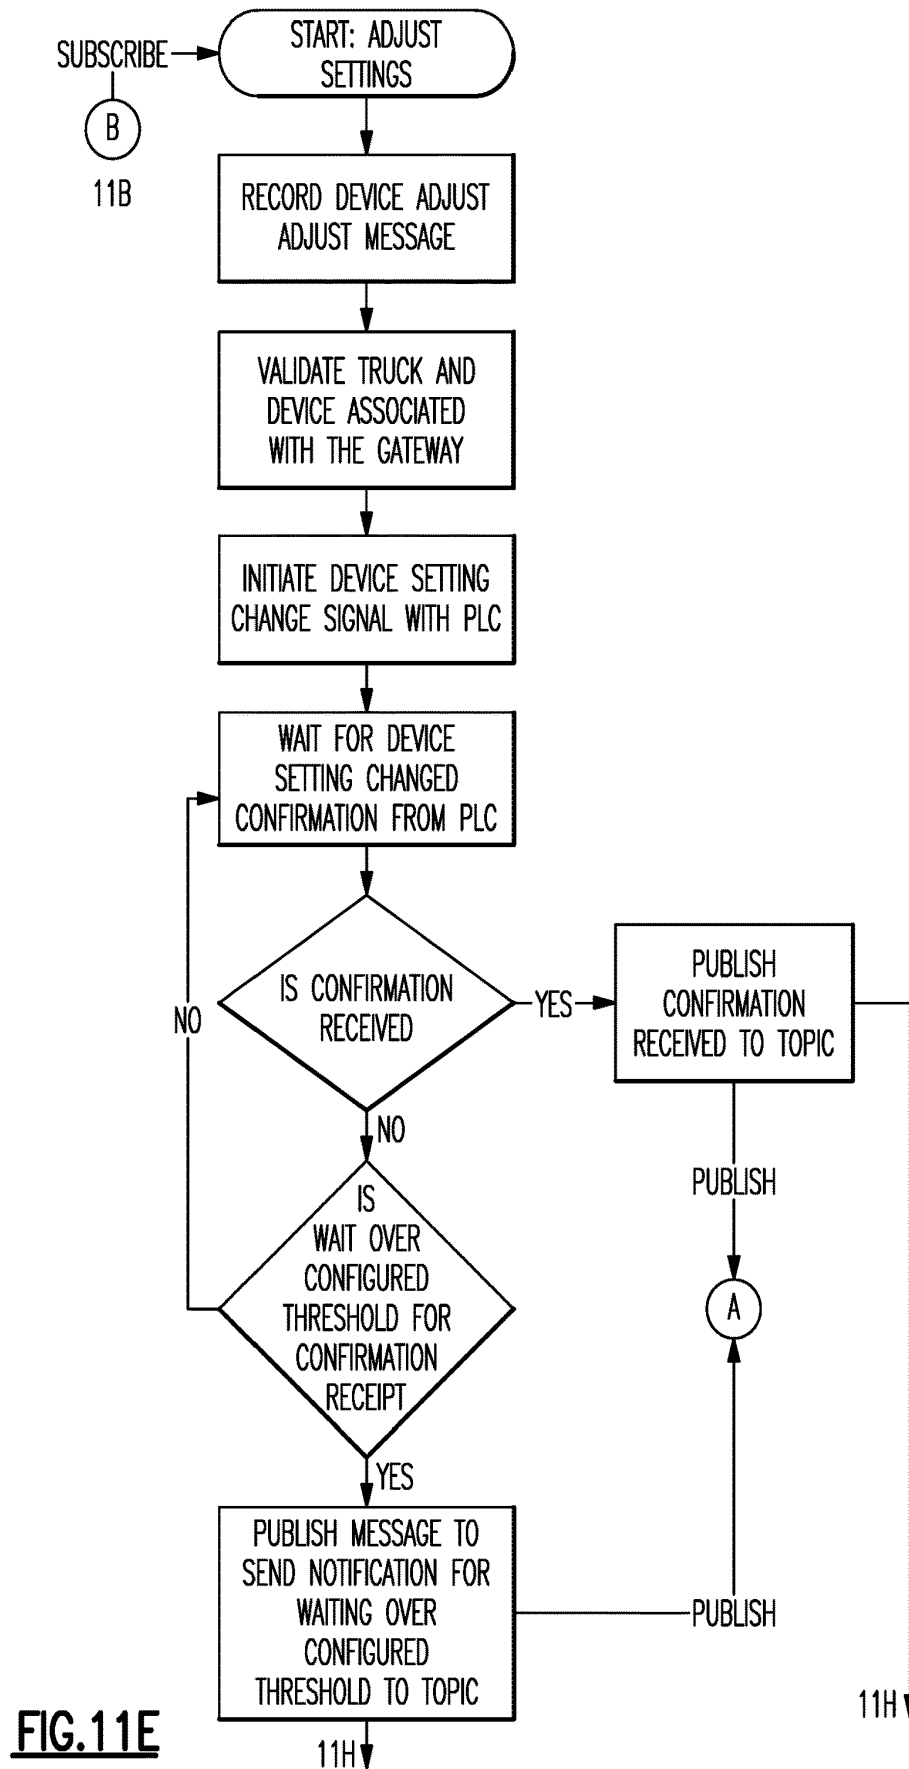 START: ADJUST
SETTINGS
SUBSCRIBE
B
11B
RECORD DEVICE ADJUST
ADJUST MESSAGE
VALIDATE TRUCK AND
DEVICE ASSOCIATED
WITH THE GATEWAY
INITIATE DEVICE SETTING
CHANGE SIGNAL WITH PLC
WAIT FOR DEVICE
SETTING CHANGED
CONFIRMATION FROM PLC
IS CONFIRMATION
RECEIVED
YES
PUBLISH
CONFIRMATION
RECEIVED TO TOPIC
NO
NO
PUBLISH
A
IS
WAIT OVER
CONFIGURED
THRESHOLD FOR
CONFIRMATION
RECEIPT
YES
PUBLISH MESSAGE TO
SEND NOTIFICATION FOR
WAITING OVER
CONFIGURED
THRESHOLD TO TOPIC
PUBLISH
11H
11H
FIG.11E